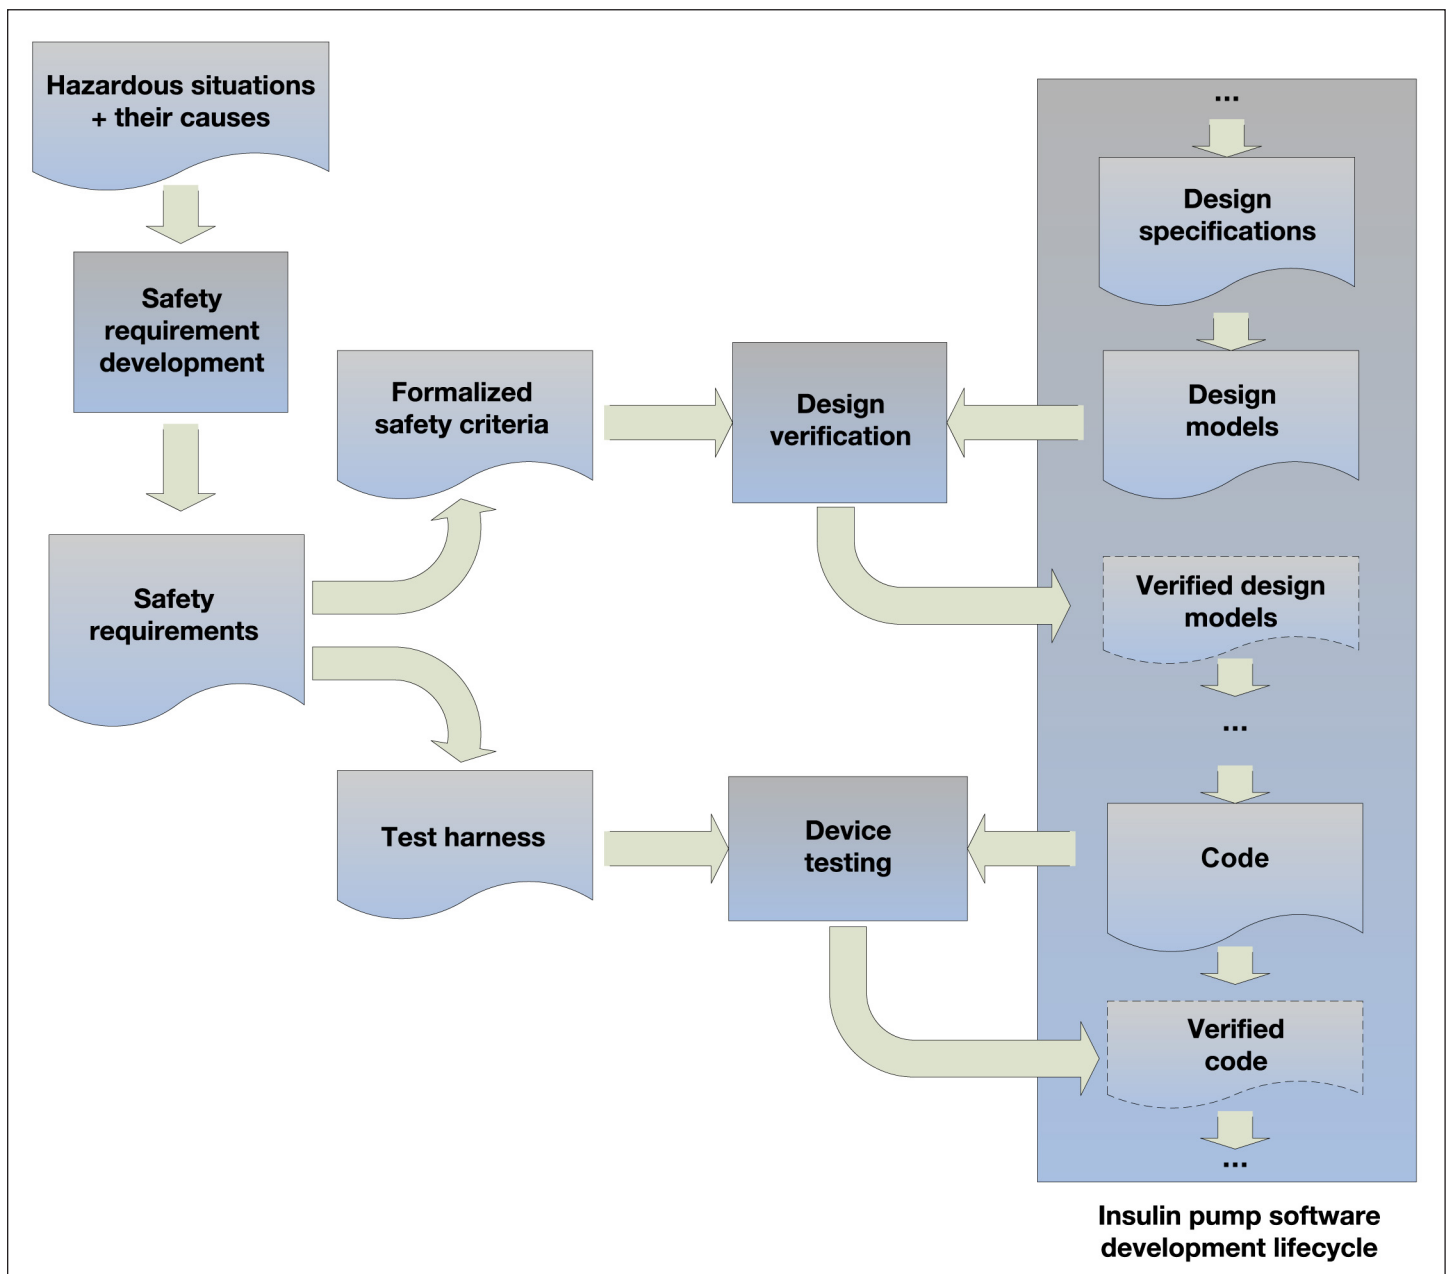 Hazardous situations
+ their causes
Safety
requirement
development
Safety
requirements
Formalized
safety criteria
Test harness
Design
verification
Device
testing
...
Design
specifications
Design
models
Verified design
models
...
Code
Verified
code
...
Insulin pump software
development lifecycle